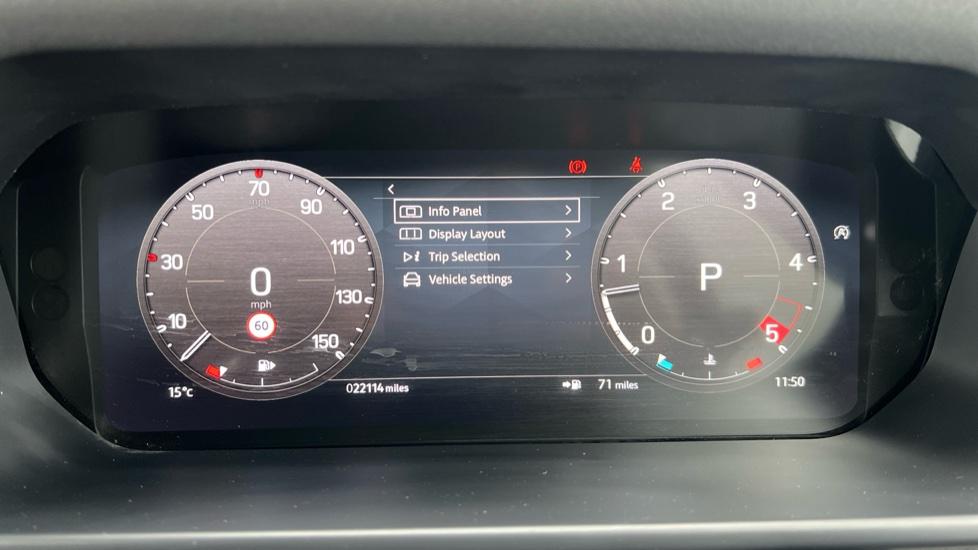 70
mph
50
90
30
110
10
130
150
0
mph
60
Info Panel
Display Layout
Trip Selection
Vehicle Settings
2
3
1
4
0
5
P
15°C
022114 miles
71 miles
11:50